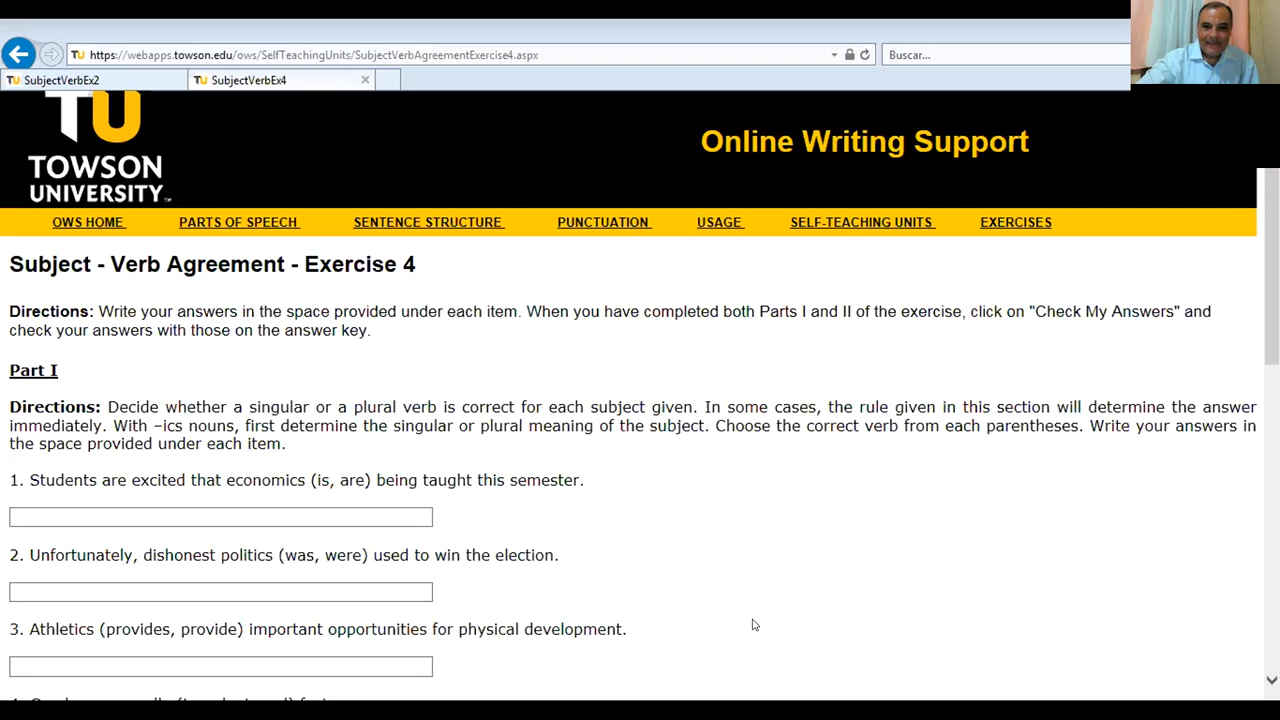 https://webapps.towson.edu/ows/SelfTeachingUnits/SubjectVerbAgreementExercise4.aspx
Buscar...
TU SubjectVerbEx2
TU SubjectVerbEx4
TU
TOWSON
UNIVERSITY™
Online Writing Support
OWS HOME PARTS OF SPEECH SENTENCE STRUCTURE PUNCTUATION USAGE SELF-TEACHING UNITS EXERCISES
Subject - Verb Agreement - Exercise 4
Directions: Write your answers in the space provided under each item. When you have completed both Parts I and II of the exercise, click on "Check My Answers" and
check your answers with those on the answer key.
Part I
Directions: Decide whether a singular or a plural verb is correct for each subject given. In some cases, the rule given in this section will determine the answer
immediately. With –ics nouns, first determine the singular or plural meaning of the subject. Choose the correct verb from each parentheses. Write your answers in
the space provided under each item.
1. Students are excited that economics (is, are) being taught this semester.
2. Unfortunately, dishonest politics (was, were) used to win the election.
3. Athletics (provides, provide) important opportunities for physical development.